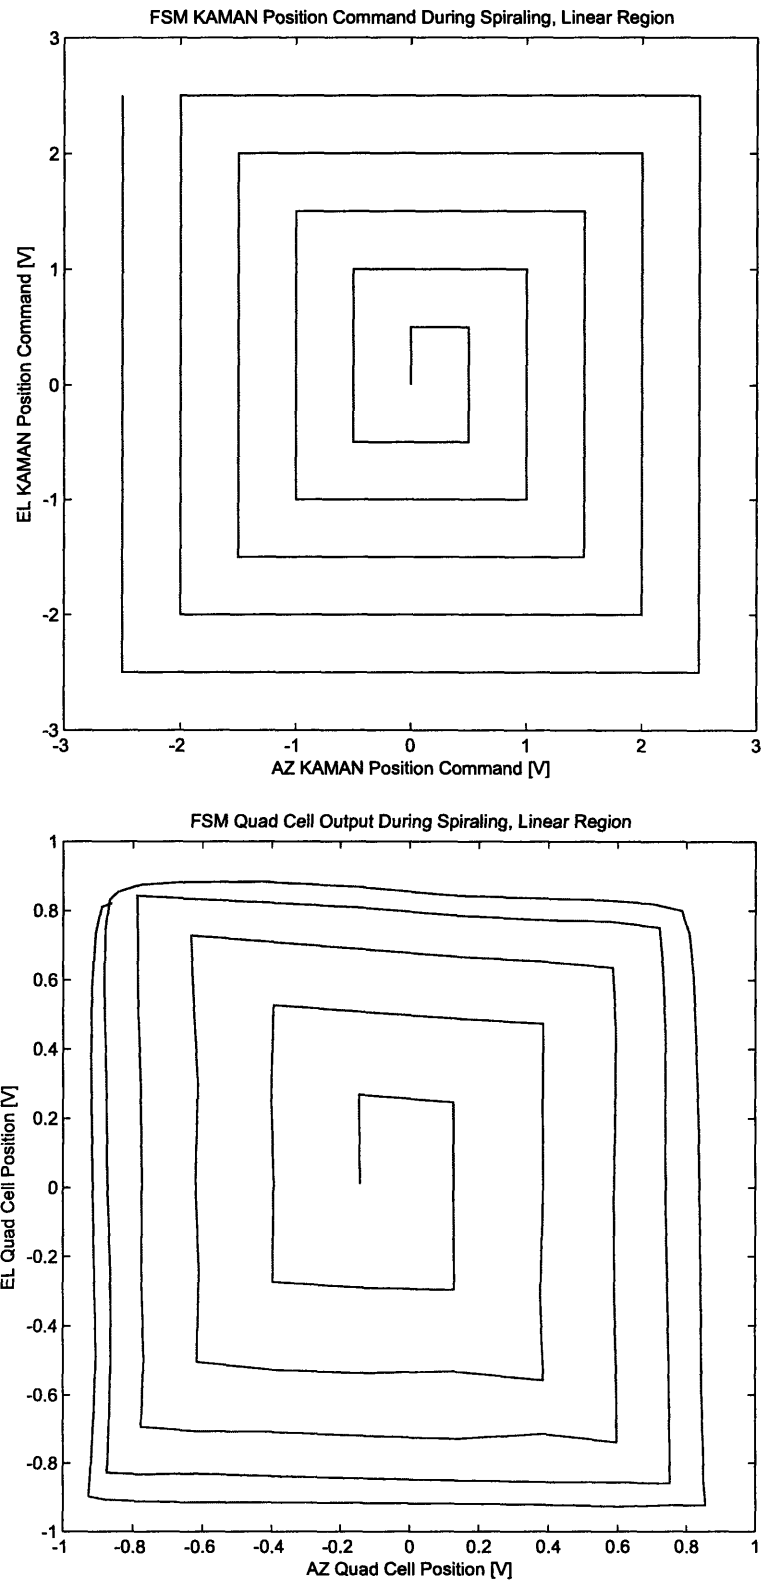 FSM KAMAN Position Command During Spiraling, Linear Region
3
2
1
0
-1
-2
-3
EL KAMAN Position Command [V]
-3 -2 -1 0 1 2 3
AZ KAMAN Position Command [V]
FSM Quad Cell Output During Spiraling, Linear Region
1
0.8
0.6
0.4
0.2
0
-0.2
-0.4
-0.6
-0.8
-1
EL Quad Cell Position [V]
-1 -0.8 -0.6 -0.4 -0.2 0 0.2 0.4 0.6 0.8 1
AZ Quad Cell Position [V]